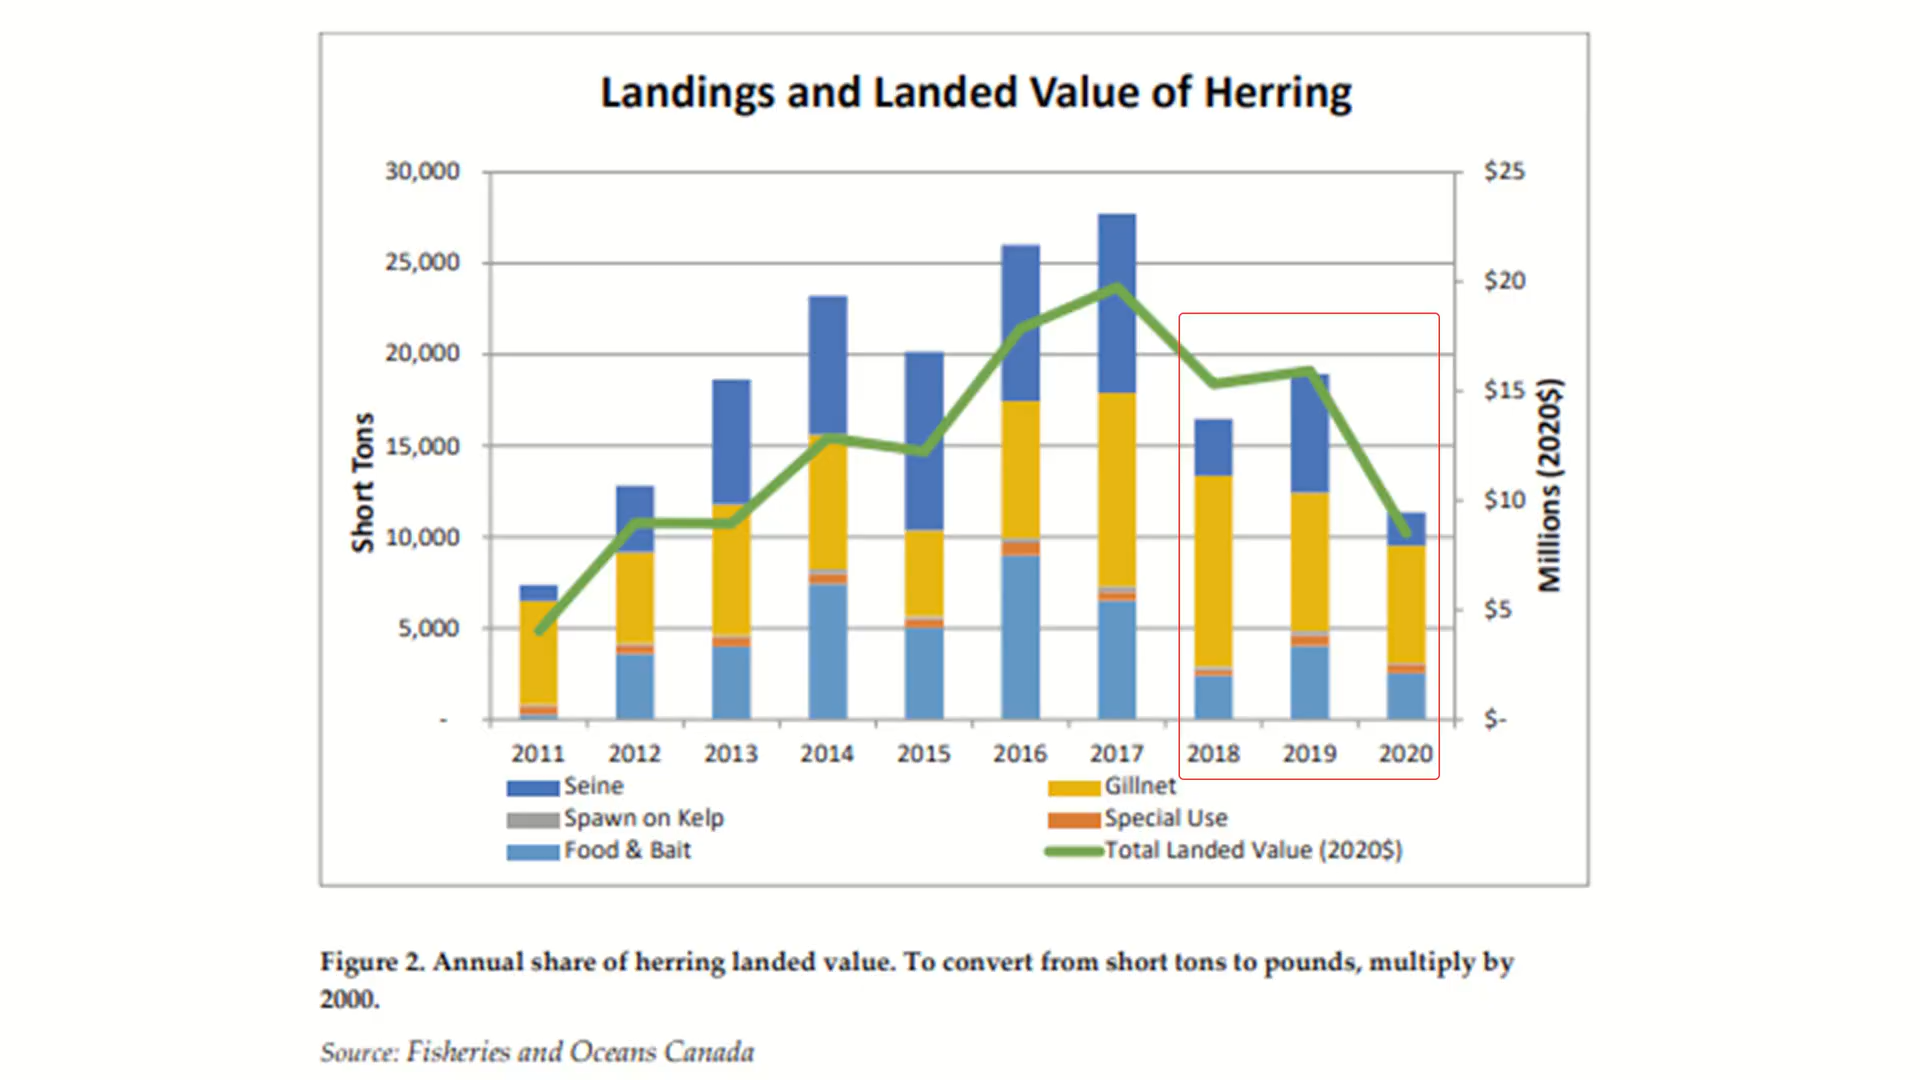 Landings and Landed Value of Herring
30,000
25,000
20,000
15,000
10,000
5,000
-
Short Tons
$25
$20
$15
$10
$5
$-
Millions (2020$)
2011 2012 2013 2014 2015 2016 2017 2018 2019 2020
Seine Gillnet
Spawn on Kelp Special Use
Food & Bait Total Landed Value (2020$)
Figure 2. Annual share of herring landed value. To convert from short tons to pounds, multiply by
2000.
Source: Fisheries and Oceans Canada